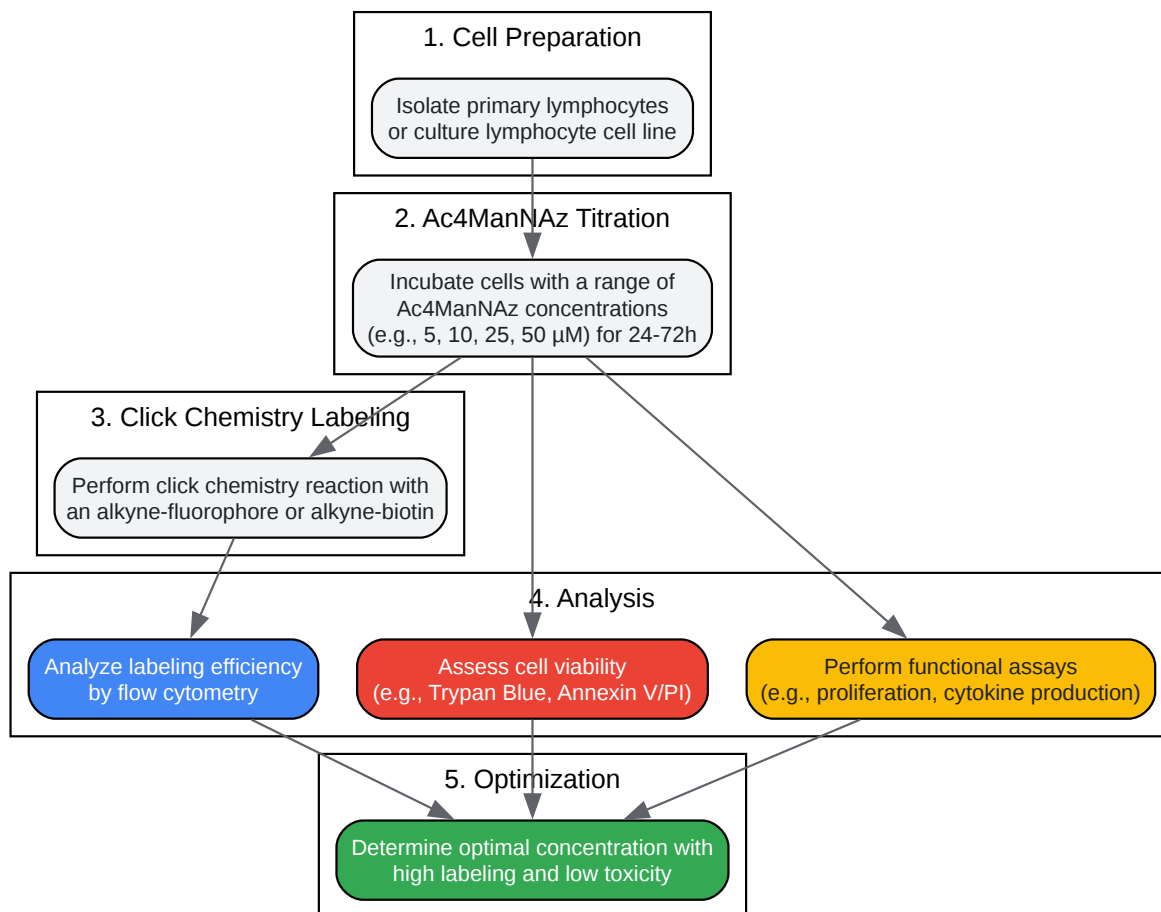 1. Cell Preparation
Isolate primary lymphocytes
or culture lymphocyte cell line
2. Ac4ManNAz Titration
Incubate cells with a range of
Ac4ManNAz concentrations
(e.g., 5, 10, 25, 50 µM) for 24-72h
3. Click Chemistry Labeling
Perform click chemistry reaction with
an alkyne-fluorophore or alkyne-biotin
4. Analysis
Analyze labeling efficiency
by flow cytometry
Assess cell viability
(e.g., Trypan Blue, Annexin V/PI)
Perform functional assays
(e.g., proliferation, cytokine production)
5. Optimization
Determine optimal concentration with
high labeling and low toxicity